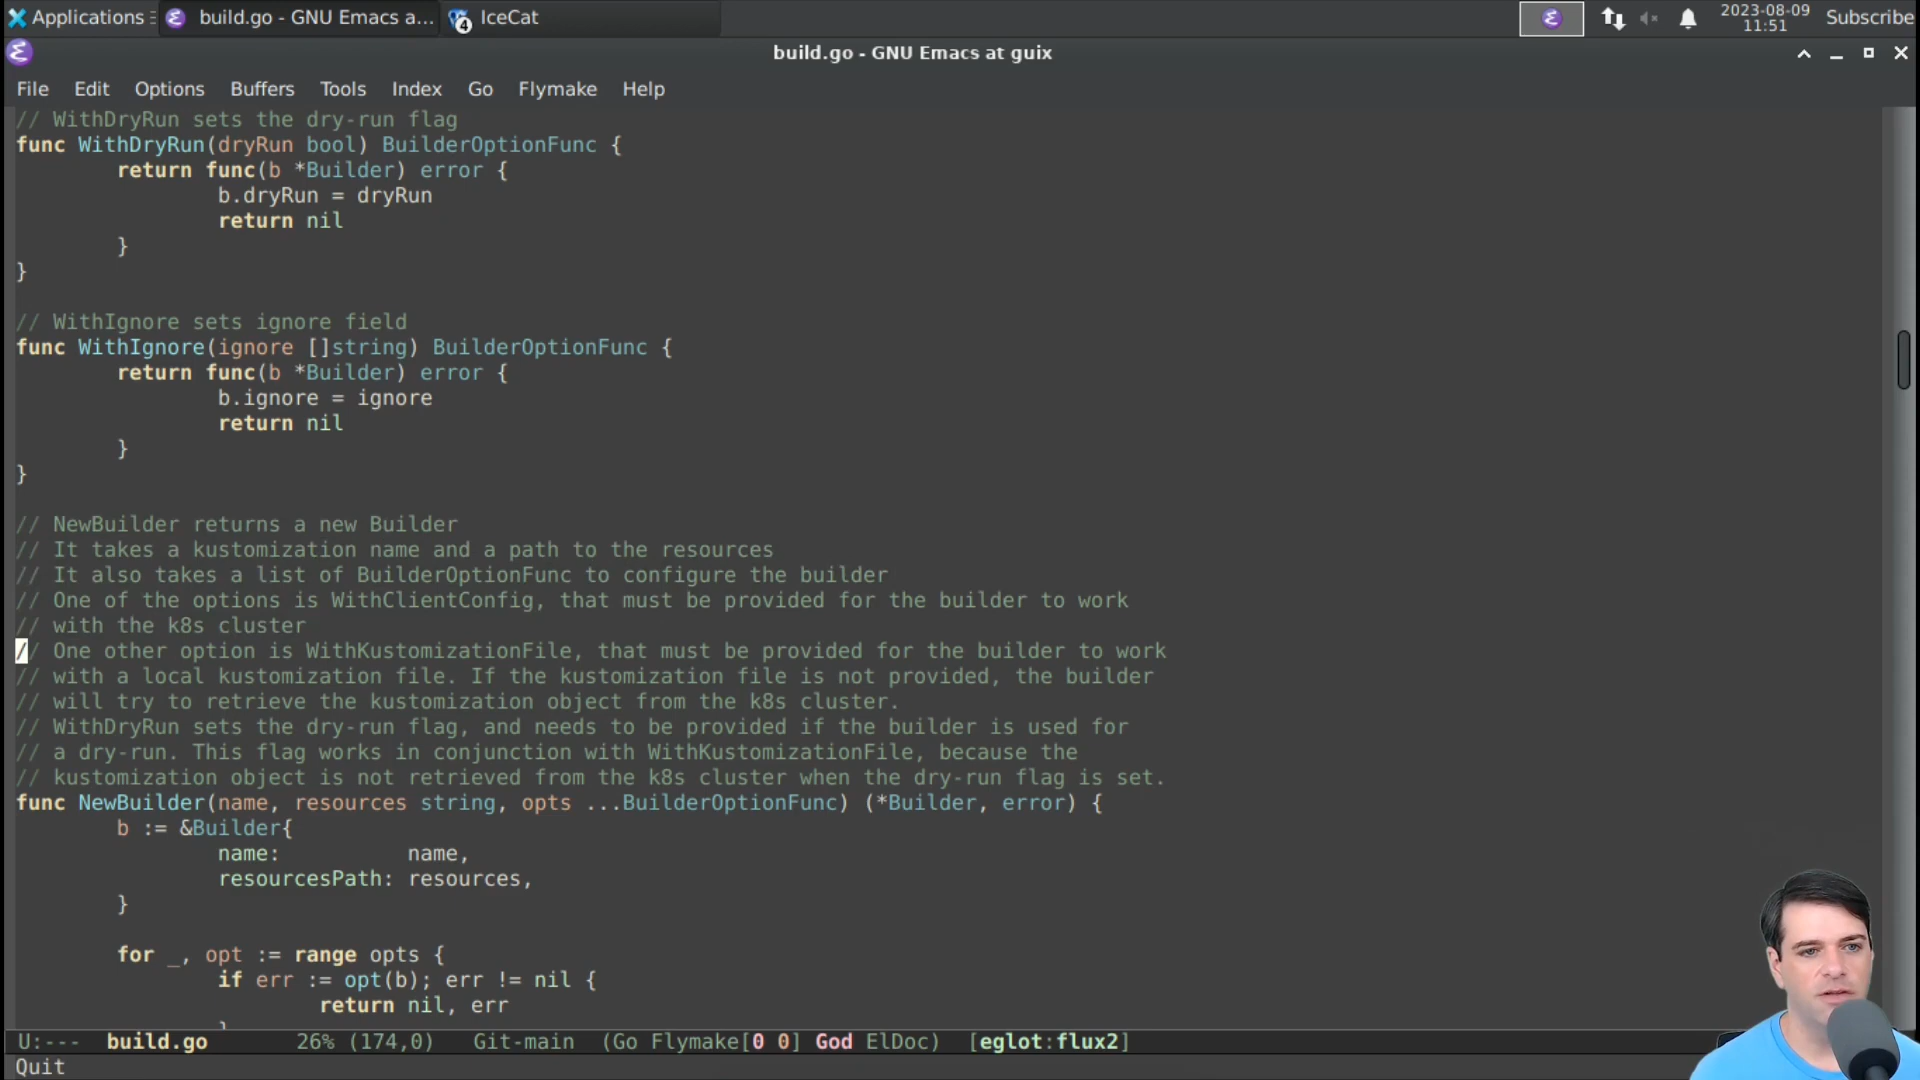 Applications
build.go - GNU Emacs a...
4
IceCat
2023-08-09
11:51
Subscribe
build.go - GNU Emacs at guix
File Edit Options Buffers Tools Index Go Flymake Help
// WithDryRun sets the dry-run flag
func WithDryRun(dryRun bool) BuilderOptionFunc {
return func(b *Builder) error {
b.dryRun = dryRun
return nil
}
}
// WithIgnore sets ignore field
func WithIgnore(ignore []string) BuilderOptionFunc {
return func(b *Builder) error {
b.ignore = ignore
return nil
}
}
// NewBuilder returns a new Builder
// It takes a kustomization name and a path to the resources
// It also takes a list of BuilderOptionFunc to configure the builder
// One of the options is WithClientConfig, that must be provided for the builder to work
// with the k8s cluster
// One other option is WithKustomizationFile, that must be provided for the builder to work
// with a local kustomization file. If the kustomization file is not provided, the builder
// will try to retrieve the kustomization object from the k8s cluster.
// WithDryRun sets the dry-run flag, and needs to be provided if the builder is used for
// a dry-run. This flag works in conjunction with WithKustomizationFile, because the
// kustomization object is not retrieved from the k8s cluster when the dry-run flag is set.
func NewBuilder(name, resources string, opts ...BuilderOptionFunc) (*Builder, error) {
b := &Builder{
name: name,
resourcesPath: resources,
}
for _, opt := range opts {
if err := opt(b); err != nil {
return nil, err
}
U:--- build.go 26% (174,0) Git-main (Go Flymake[0 0] God ElDoc) [eglot:flux2]
Quit